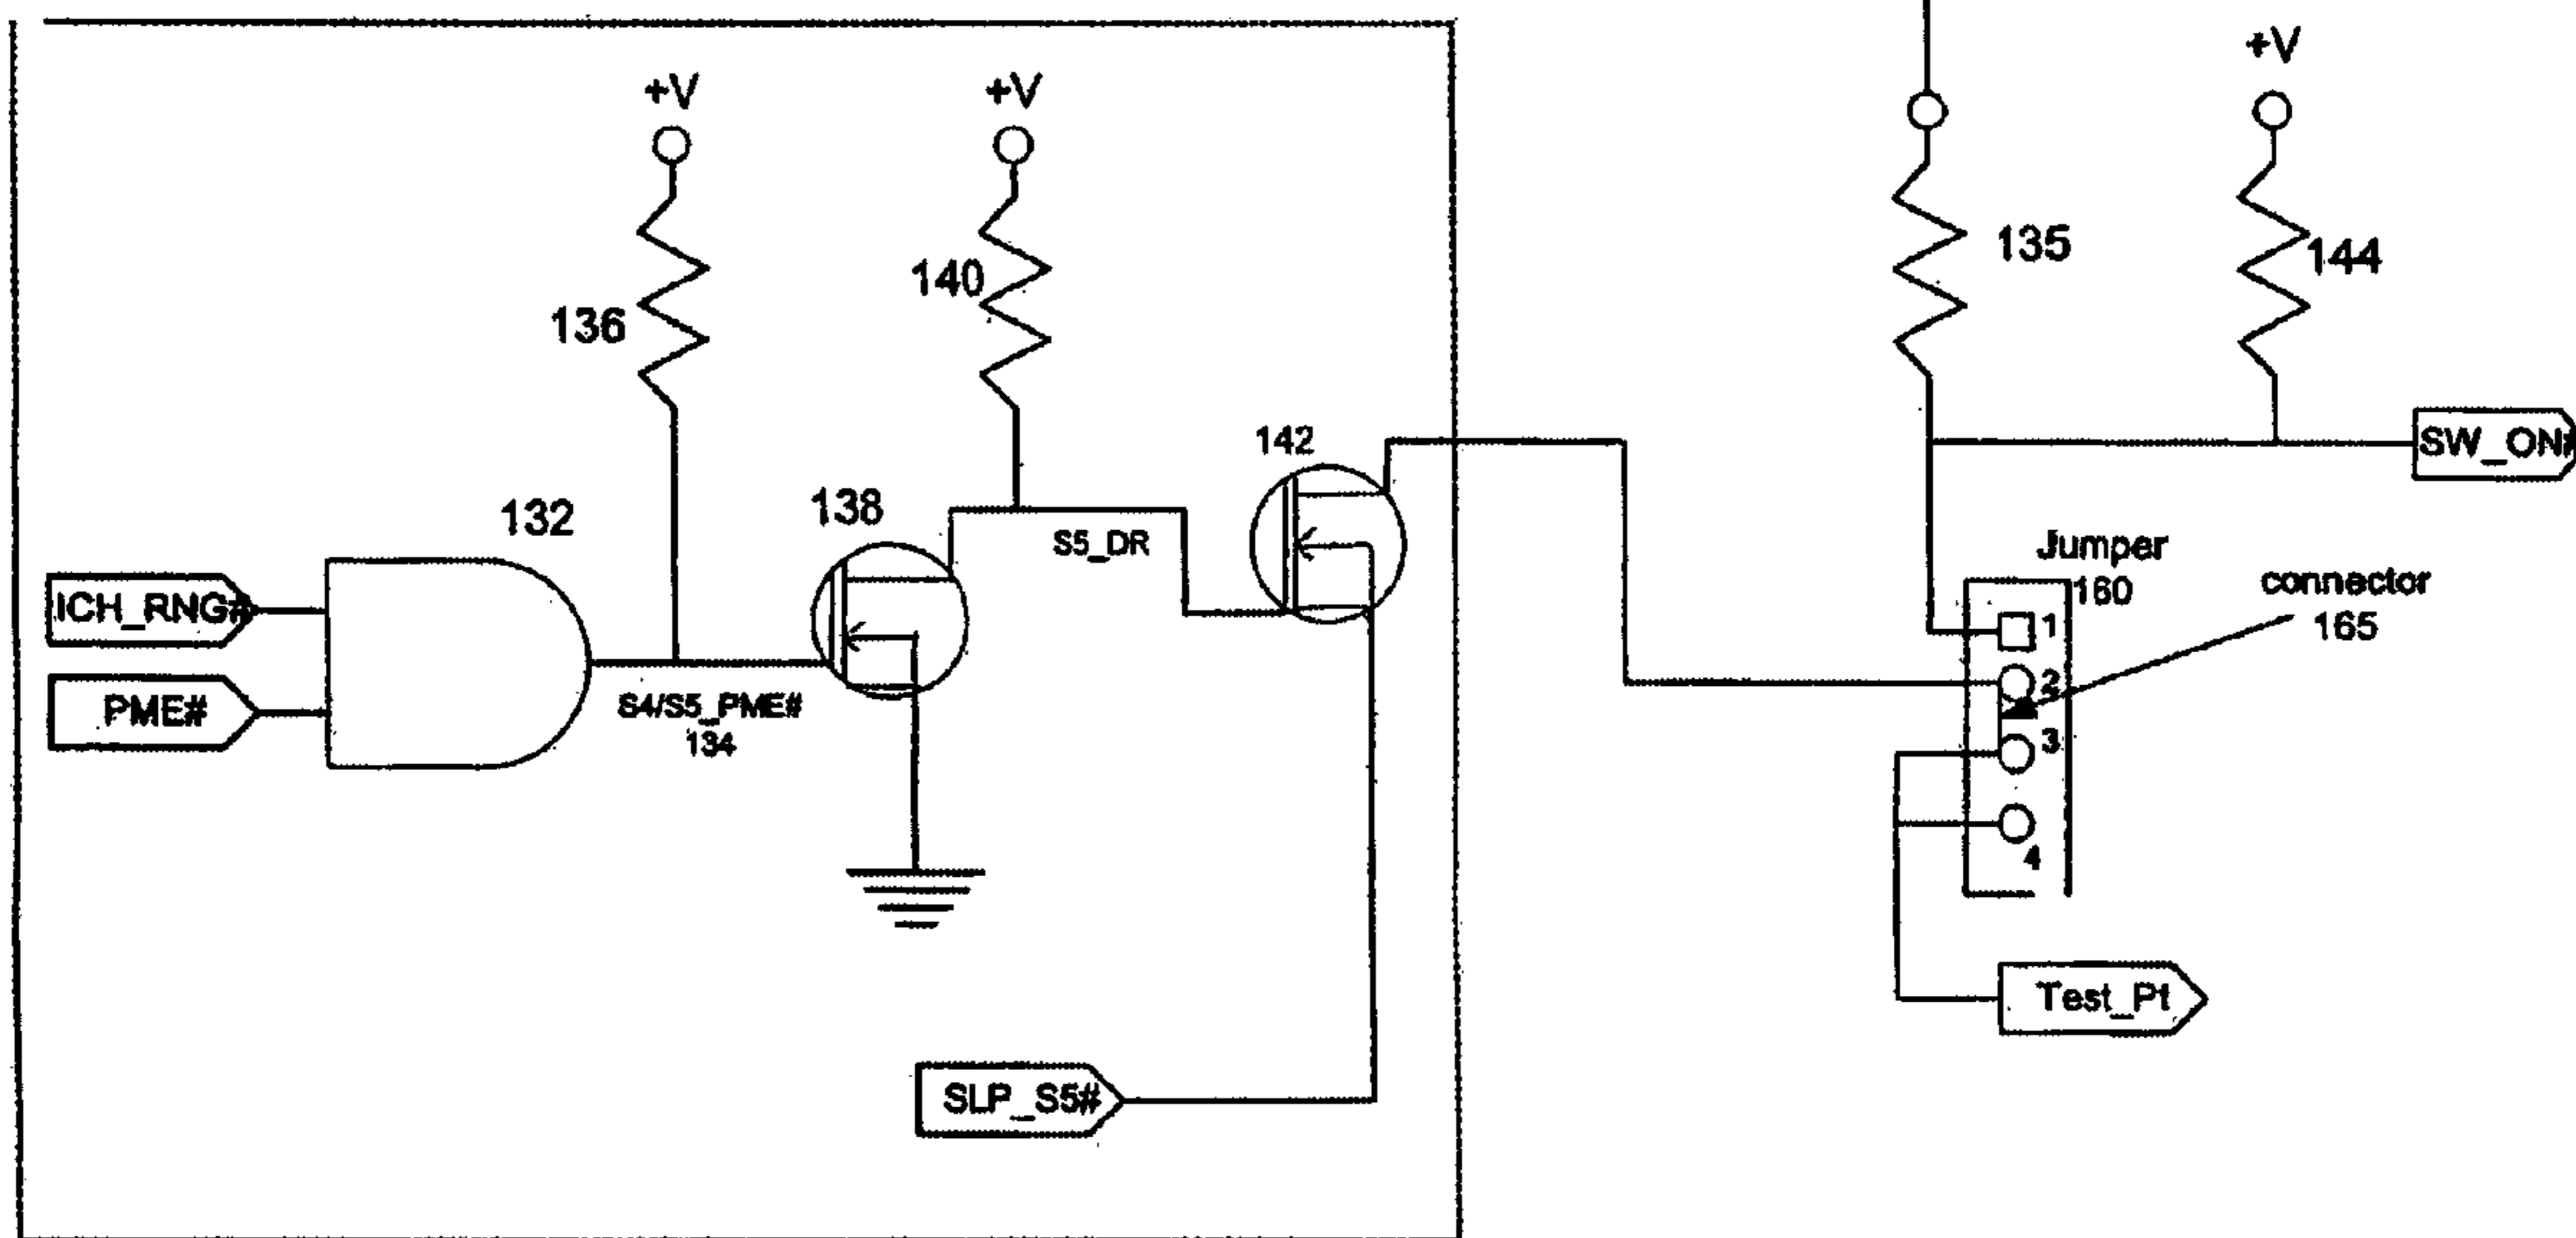 +V
+V
+V
136
140
135
144
142
SW_ON#
132
138
S5_DR
Jumper
160
connector
165
ICH_RNG#
PME#
S4/S5_PME#
134
1
2
3
4
Test_Pt
SLP_S5#